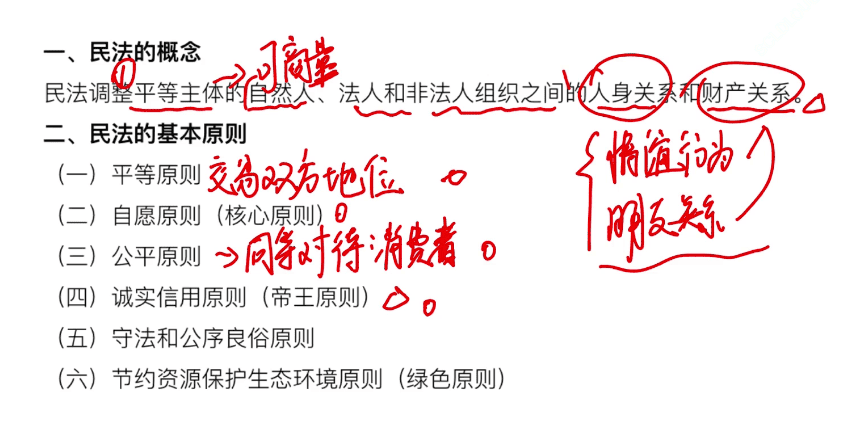 一、民法的概念
① →可商量
民法调整平等主体的自然人、法人和非法人组织之间的人身关系和财产关系。
二、民法的基本原则
（一）平等原则 交易双方地位
（二）自愿原则（核心原则）
（三）公平原则 →同等对待消费者
（四）诚实信用原则（帝王原则）
（五）守法和公序良俗原则
（六）节约资源保护生态环境原则（绿色原则）
情谊行为
朋友关系